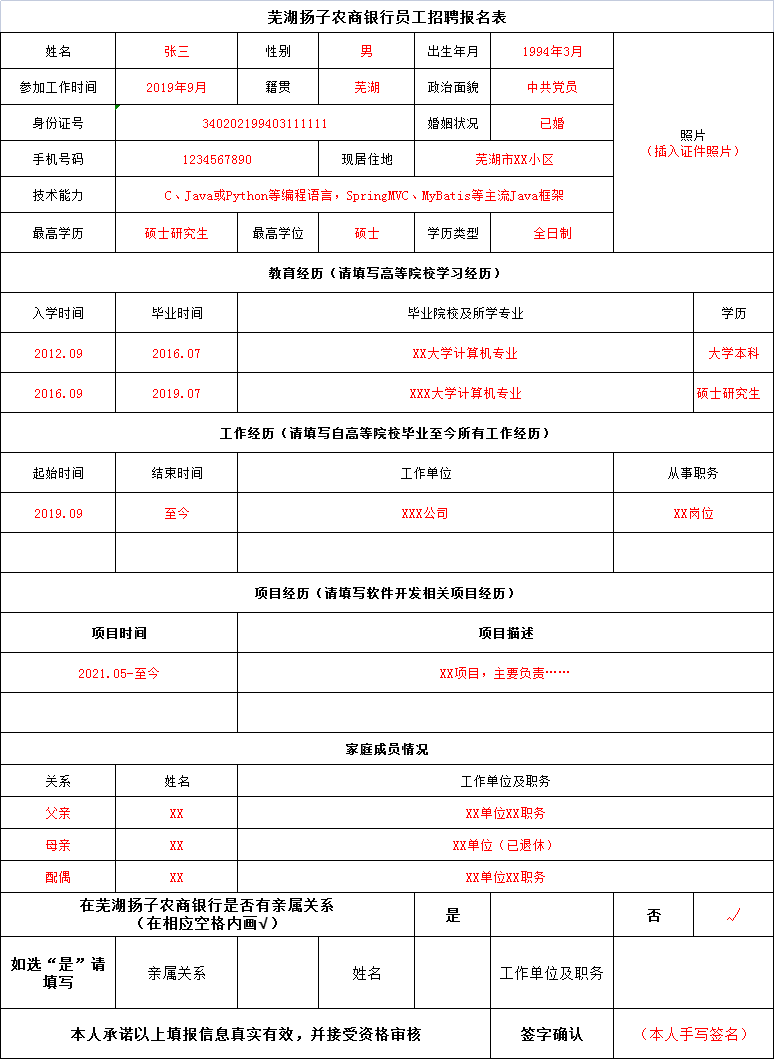 芜湖扬子农商银行员工招聘报名表
姓名 张三 性别 男 出生年月 1994年3月
参加工作时间 2019年9月 籍贯 芜湖 政治面貌 中共党员
身份证号 340202199403111111 婚姻状况 已婚
照片
（插入证件照片）
手机号码 1234567890 现居住地 芜湖市XX小区
技术能力 C、Java或Python等编程语言，SpringMVC、MyBatis等主流Java框架
最高学历 硕士研究生 最高学位 硕士 学历类型 全日制
教育经历（请填写高等院校学习经历）
入学时间 毕业时间 毕业院校及所学专业 学历
2012.09 2016.07 XX大学计算机专业 大学本科
2016.09 2019.07 XXX大学计算机专业 硕士研究生
工作经历（请填写自高等院校毕业至今所有工作经历）
起始时间 结束时间 工作单位 从事职务
2019.09 至今 XXX公司 XX岗位
项目经历（请填写软件开发相关项目经历）
项目时间 项目描述
2021.05-至今 XX项目，主要负责……
家庭成员情况
关系 姓名 工作单位及职务
父亲 XX XX单位XX职务
母亲 XX XX单位（已退休）
配偶 XX XX单位XX职务
在芜湖扬子农商银行是否有亲属关系
（在相应空格内画√） 是 否 √
如选“是”请
填写 亲属关系 姓名 工作单位及职务
本人承诺以上填报信息真实有效，并接受资格审核 签字确认 （本人手写签名）